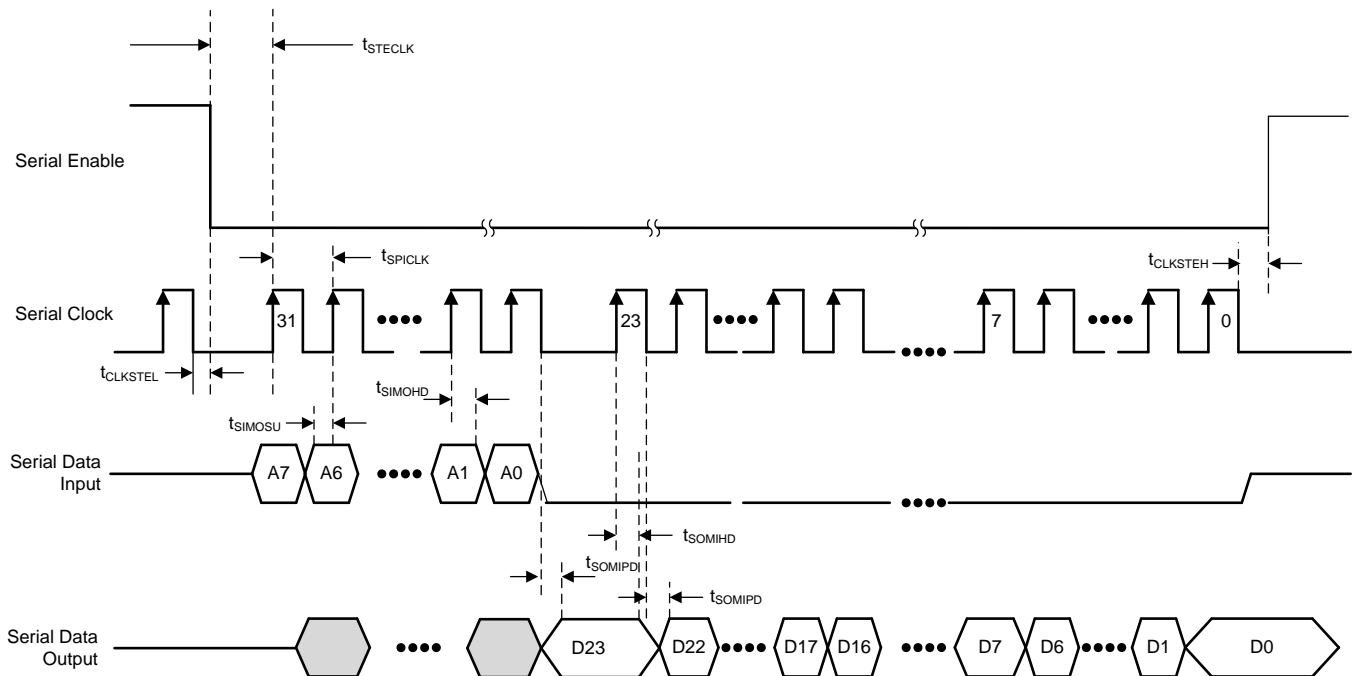 tSTECLK
Serial Enable
tSPICLK
tCLKSTEH
Serial Clock
31
23
7
0
tCLKSTEL
tSIMOHD
tSIMOSU
Serial Data
Input
A7
A6
A1
A0
tSOMIHD
tSOMIPD
tSOMIPD
Serial Data
Output
D23
D22
D17
D16
D7
D6
D1
D0